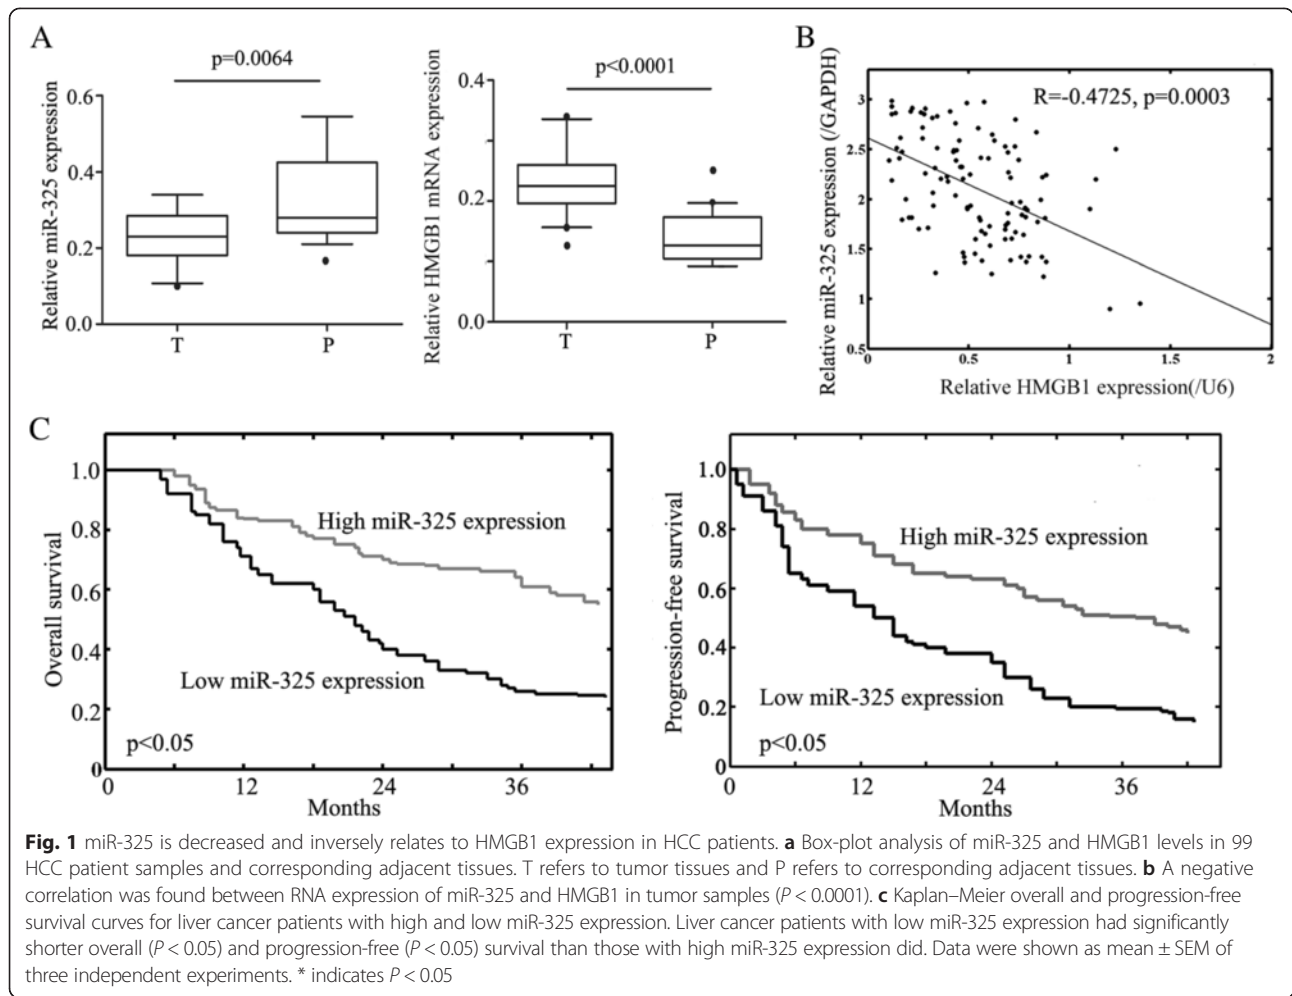 A
p=0.0064
Relative miR-325 expression
0.6
0.4
0.2
0.0
T
P
p<0.0001
Relative HMGB1 mRNA expression
0.4
0.2
0.0
T
P
B
R=-0.4725, p=0.0003
Relative miR-325 expression (/GAPDH)
3
2.5
2
1.5
1
0.5
0
0.5
1
1.5
2
Relative HMGB1 expression(/U6)
C
Overall survival
1.0
0.8
0.6
0.4
0.2
0
High miR-325 expression
Low miR-325 expression
p<0.05
0
12
24
36
Months
Progression-free survival
1.0
0.8
0.6
0.4
0.2
0
High miR-325 expression
Low miR-325 expression
p<0.05
0
12
24
36
Months
Fig. 1 miR-325 is decreased and inversely relates to HMGB1 expression in HCC patients. a Box-plot analysis of miR-325 and HMGB1 levels in 99
HCC patient samples and corresponding adjacent tissues. T refers to tumor tissues and P refers to corresponding adjacent tissues. b A negative
correlation was found between RNA expression of miR-325 and HMGB1 in tumor samples (P < 0.0001). c Kaplan–Meier overall and progression-free
survival curves for liver cancer patients with high and low miR-325 expression. Liver cancer patients with low miR-325 expression had significantly
shorter overall (P < 0.05) and progression-free (P < 0.05) survival than those with high miR-325 expression did. Data were shown as mean ± SEM of
three independent experiments. * indicates P < 0.05